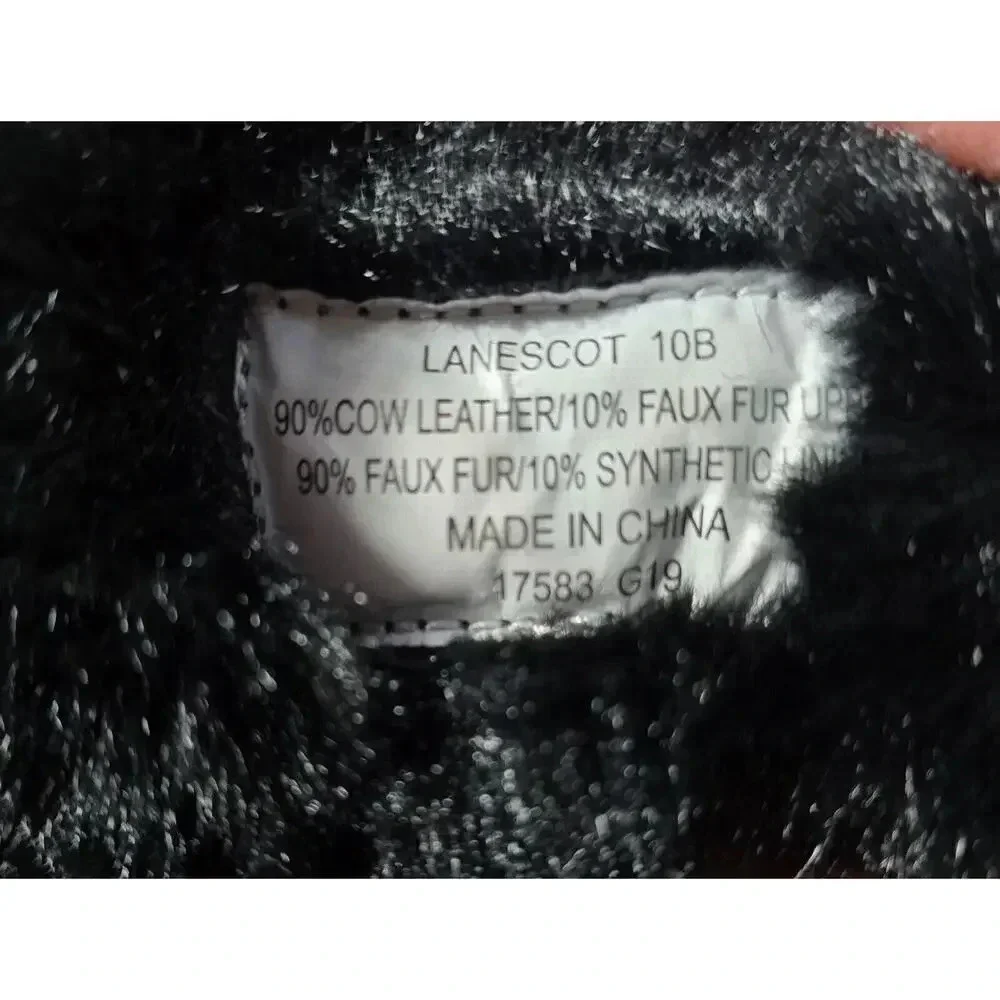 LANESCOT 10B
90%COW LEATHER/10% FAUX FUR
90% FAUX FUR/10% SYNTHETIC
MADE IN CHINA
17583 G19